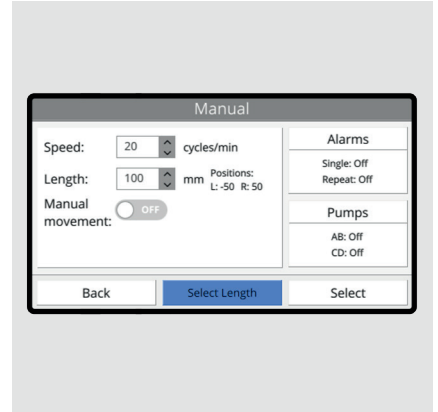 Manual
Speed: 20 cycles/min
Length: 100 mm Positions:
L: -50 R: 50
Manual
movement: OFF
Alarms
Single: Off
Repeat: Off
Pumps
AB: Off
CD: Off
Back Select Length Select